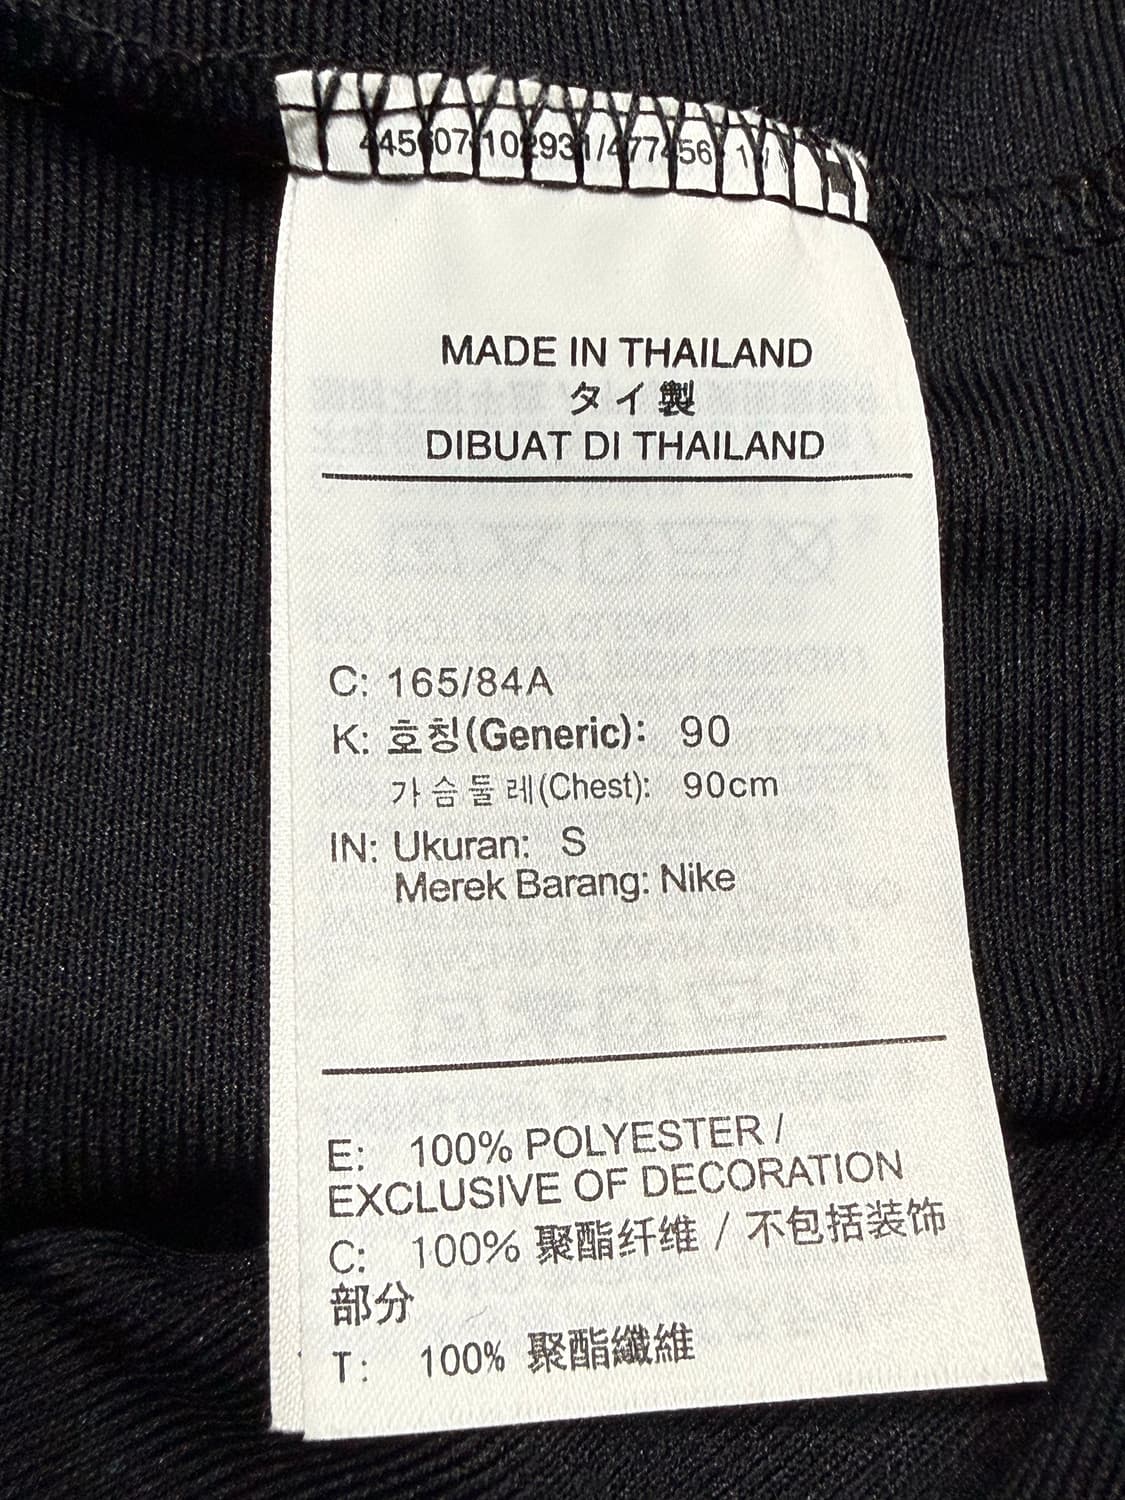 MADE IN THAILAND
タイ製
DIBUAT DI THAILAND
C: 165/84A
K: 호칭(Generic): 90
가슴둘레(Chest): 90cm
IN: Ukuran: S
Merek Barang: Nike
E: 100% POLYESTER /
EXCLUSIVE OF DECORATION
C: 100% 聚酯纤维 / 不包括装饰
部分
T: 100% 聚酯纖維